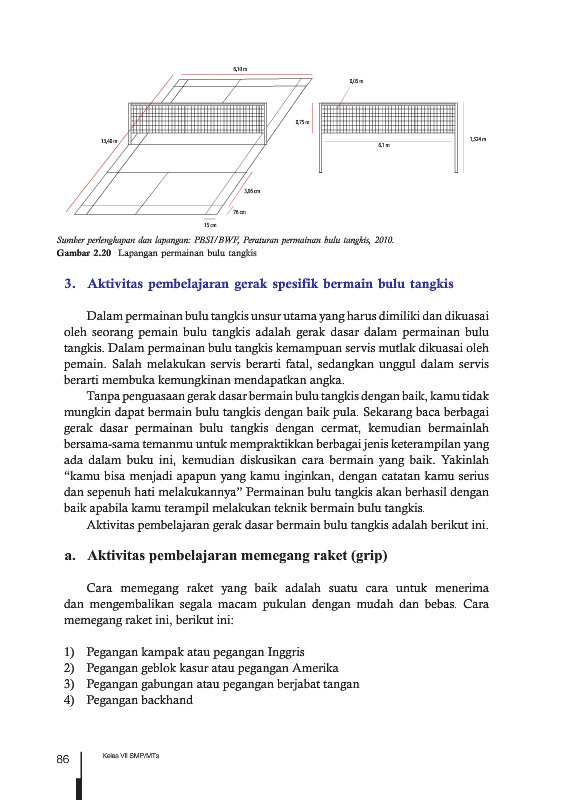 6,10 m
0,05 m
0,75 m
13,40 m
6,1 m
1,524 m
3,96 cm
76 cm
15 cm
Sumber perlengkapan dan lapangan: PBSI/BWF, Peraturan permainan bulu tangkis, 2010.
Gambar 2.20 Lapangan permainan bulu tangkis
3. Aktivitas pembelajaran gerak spesifik bermain bulu tangkis
Dalam permainan bulu tangkis unsur utama yang harus dimiliki dan dikuasai
oleh seorang pemain bulu tangkis adalah gerak dasar dalam permainan bulu
tangkis. Dalam permainan bulu tangkis kemampuan servis mutlak dikuasai oleh
pemain. Salah melakukan servis berarti fatal, sedangkan unggul dalam servis
berarti membuka kemungkinan mendapatkan angka.
Tanpa penguasaan gerak dasar bermain bulu tangkis dengan baik, kamu tidak
mungkin dapat bermain bulu tangkis dengan baik pula. Sekarang baca berbagai
gerak dasar permainan bulu tangkis dengan cermat, kemudian bermainlah
bersama-sama temanmu untuk mempraktikkan berbagai jenis keterampilan yang
ada dalam buku ini, kemudian diskusikan cara bermain yang baik. Yakinlah
“kamu bisa menjadi apapun yang kamu inginkan, dengan catatan kamu serius
dan sepenuh hati melakukannya” Permainan bulu tangkis akan berhasil dengan
baik apabila kamu terampil melakukan teknik bermain bulu tangkis.
Aktivitas pembelajaran gerak dasar bermain bulu tangkis adalah berikut ini.
a. Aktivitas pembelajaran memegang raket (grip)
Cara memegang raket yang baik adalah suatu cara untuk menerima
dan mengembalikan segala macam pukulan dengan mudah dan bebas. Cara
memegang raket ini, berikut ini:
1) Pegangan kampak atau pegangan Inggris
2) Pegangan geblok kasur atau pegangan Amerika
3) Pegangan gabungan atau pegangan berjabat tangan
4) Pegangan backhand
86
Kelas VII SMP/MTs